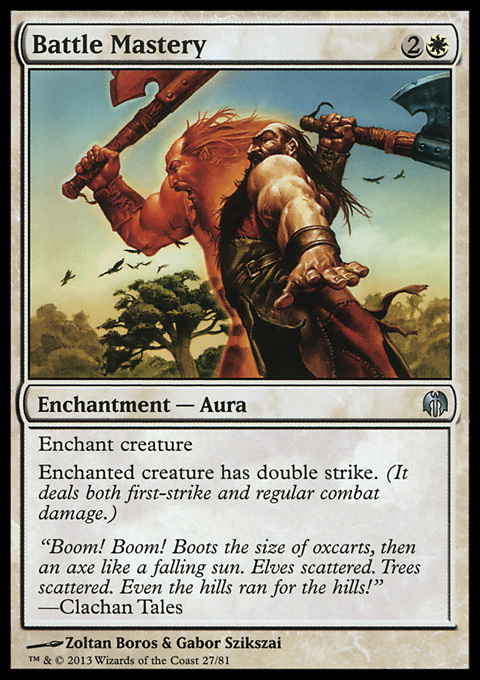 Battle Mastery 2
Enchantment — Aura
Enchant creature
Enchanted creature has double strike. (It
deals both first-strike and regular combat
damage.)
“Boom! Boom! Boots the size of oxcarts, then
an axe like a falling sun. Elves scattered. Trees
scattered. Even the hills ran for the hills!”
—Clachan Tales
Zoltan Boros & Gabor Szikszai
™ & © 2013 Wizards of the Coast 27/81